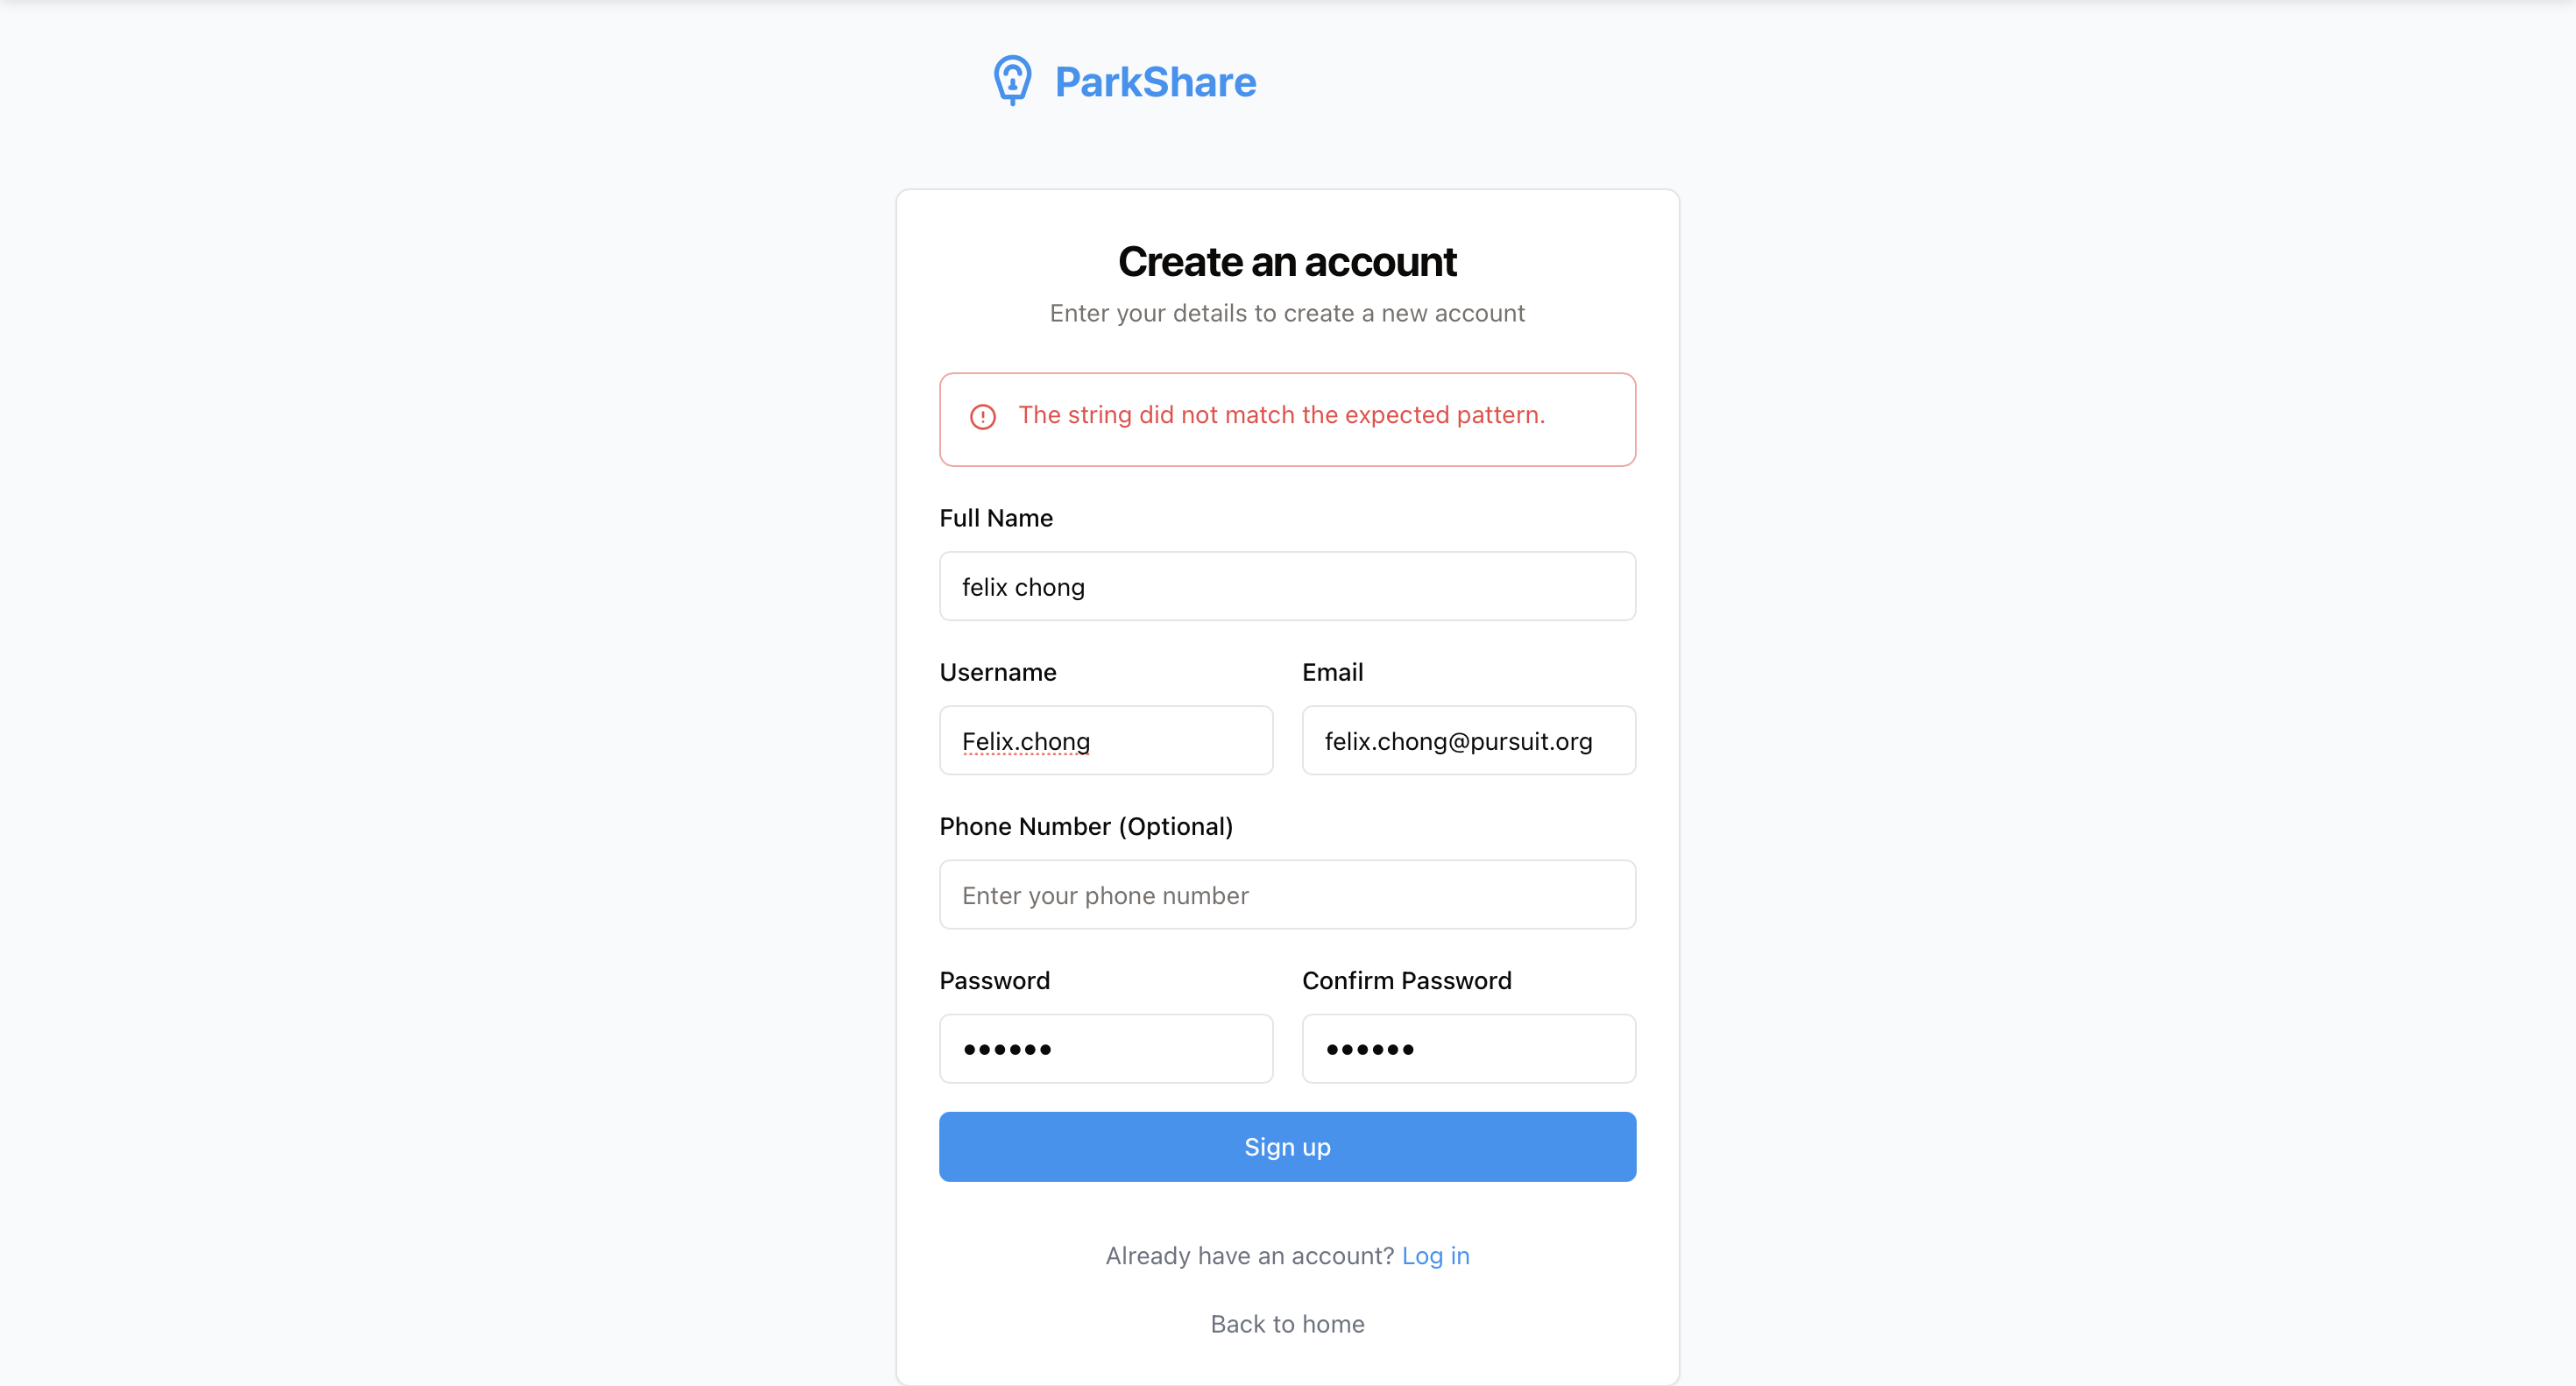 ParkShare
Create an account
Enter your details to create a new account
The string did not match the expected pattern.
Full Name
felix chong
Username
Email
Felix.chong
felix.chong@pursuit.org
Phone Number (Optional)
Enter your phone number
Password
Confirm Password
••••••
••••••
Sign up
Already have an account? Log in
Back to home